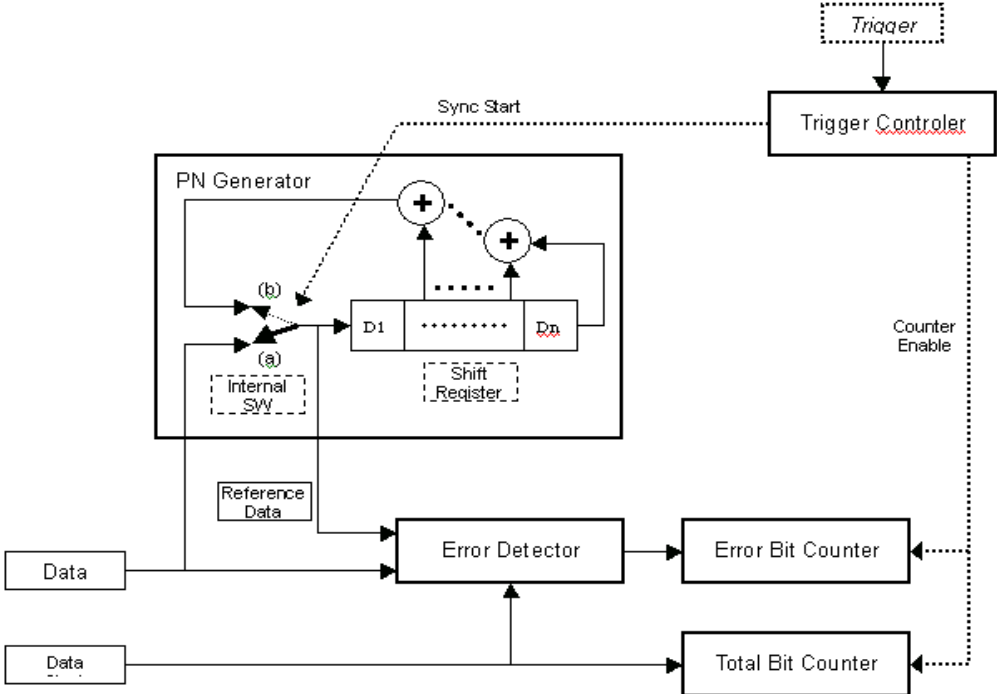 Trigger
Sync Start
Trigger Controler
PN Generator
+
+
(b)
D1
Dn
(a)
Counter
Enable
Internal
SW
Shift
Register
Reference
Data
Error Detector
Error Bit Counter
Data
Data
Total Bit Counter